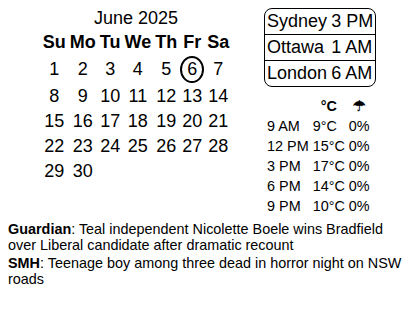 June 2025
Su Mo Tu We Th Fr Sa
1 2 3 4 5 6 7
8 9 10 11 12 13 14
15 16 17 18 19 20 21
22 23 24 25 26 27 28
29 30
Sydney 3 PM
Ottawa 1 AM
London 6 AM
°C ☂
9 AM 9°C 0%
12 PM 15°C 0%
3 PM 17°C 0%
6 PM 14°C 0%
9 PM 10°C 0%
Guardian: Teal independent Nicolette Boele wins Bradfield
over Liberal candidate after dramatic recount
SMH: Teenage boy among three dead in horror night on NSW
roads